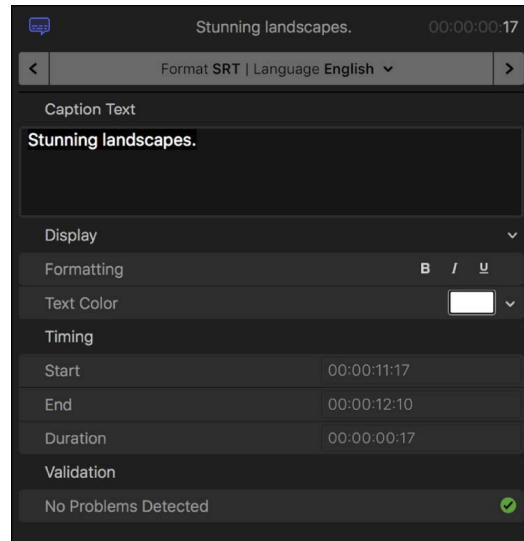 Stunning landscapes. 00:00:00:17
Format SRT | Language English
Caption Text
Stunning landscapes.
Display
Formatting B I U
Text Color
Timing
Start 00:00:11:17
End 00:00:12:10
Duration 00:00:00:17
Validation
No Problems Detected